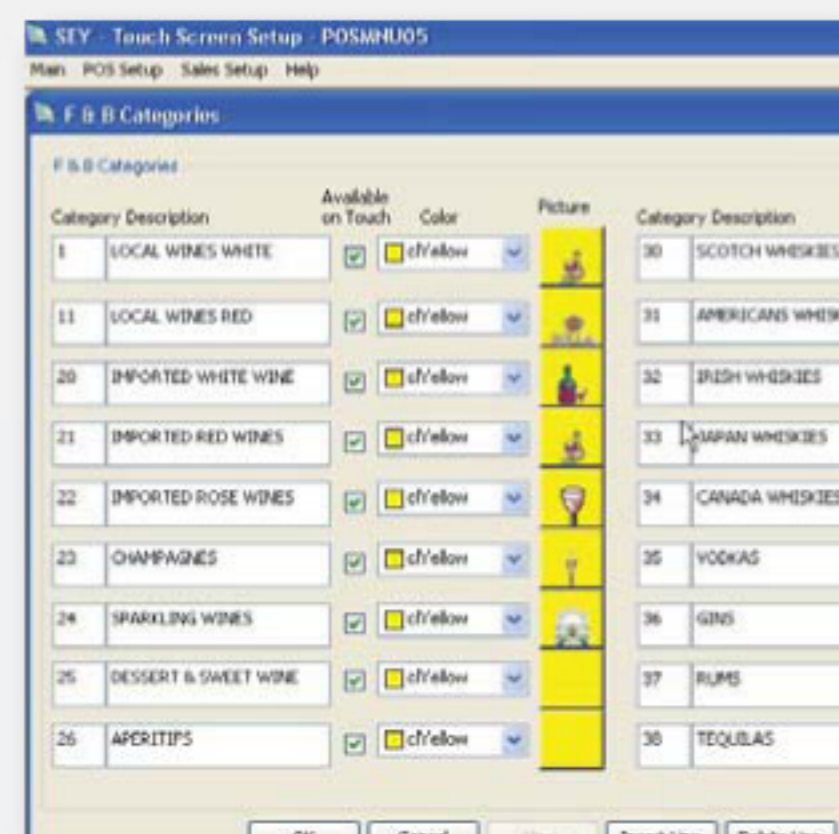 SEY - Touch Screen Setup - POSMNU05
Main POS Setup Sales Setup Help
F & B Categories
F & B Categories
Category Description Available on Touch Color Picture Category Description
1 LOCAL WINES WHITE clYellow 30 SCOTCH WHISKIES
11 LOCAL WINES RED clYellow 31 AMERICANS WHISK
20 IMPORTED WHITE WINE clYellow 32 IRISH WHISKIES
21 IMPORTED RED WINES clYellow 33 JAPAN WHISKIES
22 IMPORTED ROSE WINES clYellow 34 CANADA WHISKIES
23 CHAMPAGNES clYellow 35 VODKAS
24 SPARKLING WINES clYellow 36 GINS
25 DESSERT & SWEET WINE clYellow 37 RUMS
26 APERITIFS clYellow 38 TEQUILAS